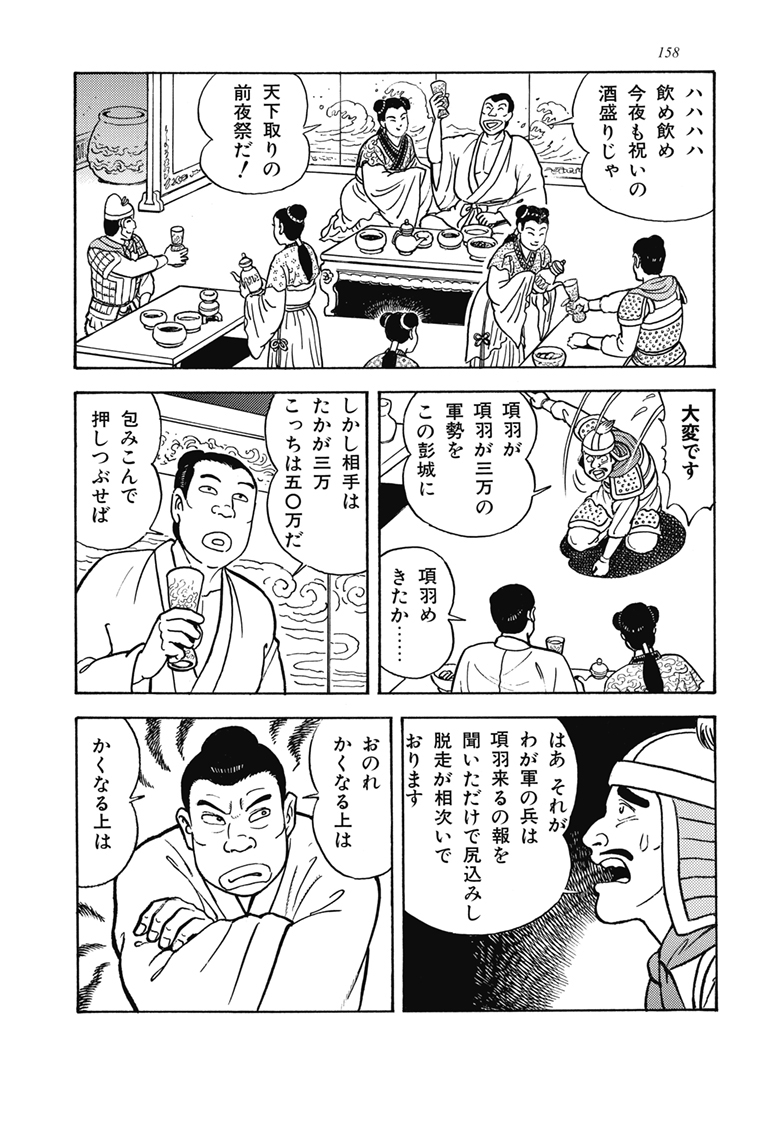 158
ハハハハ
飲め飲め
今夜も祝いの
酒盛りじゃ
天下取りの
前夜祭だ！
大変です
項羽が
項羽が三万の
軍勢を
この彭城に
項羽め
きたか……
しかし相手は
たかが三万
こっちは五〇万だ
包みこんで
押しつぶせば
はあ それが
わが軍の兵は
項羽来るの報を
聞いただけで尻込みし
脱走が相次いで
おります
おのれ
かくなる上は
かくなる上は